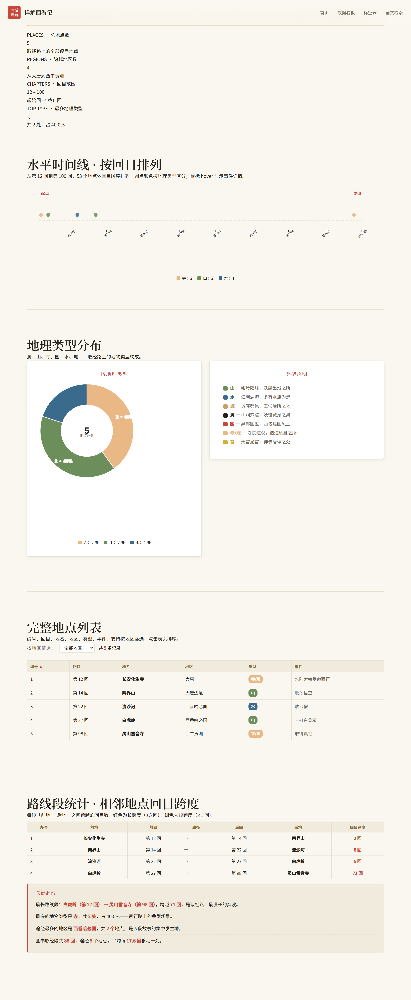 西游
详解
详解西游记
首页 数据看板 标签云 全文检索
PLACES · 总地点数
5
取经路上的全部停靠地点
REGIONS · 跨越地区数
4
从大唐到西牛贺洲
CHAPTERS · 回目范围
12 – 100
起始回 → 终止回
TOP TYPE · 最多地理类型
寺
共 2 处，占 40.0%
水平时间线 · 按回目排列
从第 12 回到第 100 回，53 个地点依回目顺序排列，圆点颜色按地理类型区分；鼠标 hover 显示事件详情。
起点 灵山
第20回 第30回 第40回 第50回 第60回 第70回 第80回 第90回 第100回
寺：2 山：2 水：1
地理类型分布
洞、山、寺、国、水、城——取经路上的地物类型构成。
按地理类型
2 · 40%
5
地点总数
2 · 40%
寺：2 处 山：2 处 水：1 处
类型说明
山 — 峻岭险峰，妖魔出没之所
水 — 江河湖海，多有水族为患
城 — 城郭都邑，王侯治所之地
洞 — 山洞穴窟，妖怪藏身之巢
国 — 异邦国度，西域诸国风土
寺/观 — 寺院道观，僧道栖身之所
宫 — 天宫龙宫，神佛居停之处
完整地点列表
编号、回目、地名、地区、类型、事件；支持按地区筛选，点击表头排序。
按地区筛选： 全部地区 共 5 条记录
编号 ▲ 回目 地名 地区 类型 事件
1 第 12 回 长安化生寺 大唐 寺/观 水陆大会受命西行
2 第 14 回 两界山 大唐边境 山 收孙悟空
3 第 22 回 流沙河 西番哈必国 水 收沙僧
4 第 27 回 白虎岭 西番哈必国 山 三打白骨精
5 第 98 回 灵山雷音寺 西牛贺洲 寺/观 取得真经
路线段统计 · 相邻地点回目跨度
每段「前地 → 后地」之间跨越的回目数，红色为长跨度（≥5 回），绿色为短跨度（≤1 回）。
段号 前地 前回 路径 后回 后地 回目跨度
1 长安化生寺 第 12 回 → 第 14 回 两界山 2 回
2 两界山 第 14 回 → 第 22 回 流沙河 8 回
3 流沙河 第 22 回 → 第 27 回 白虎岭 5 回
4 白虎岭 第 27 回 → 第 98 回 灵山雷音寺 71 回
关键洞察
最长路线段：白虎岭（第 27 回） → 灵山雷音寺（第 98 回），跨越 71 回，是取经路上最漫长的奔波。
最多的地物类型是 寺，共 2 处，占 40.0%——西行路上的典型场景。
途经最多的地区是 西番哈必国，共 2 个地点，是该段故事的集中发生地。
全书取经段共 88 回，途经 5 个地点，平均每 17.6 回移动一处。